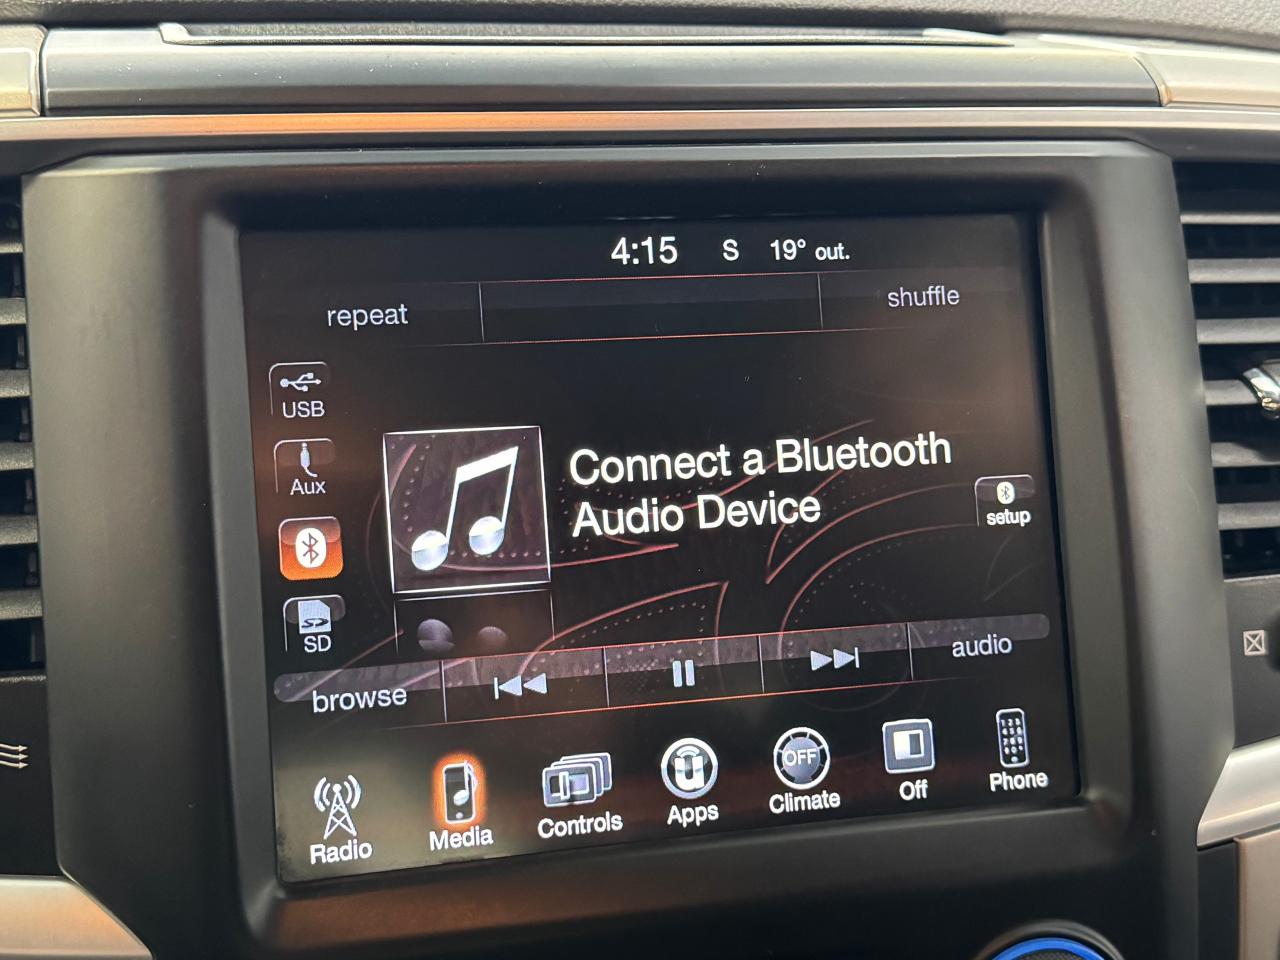 4:15 S 19° out.
repeat
shuffle
USB
Aux
SD
Connect a Bluetooth
Audio Device
setup
browse
audio
Radio
Media
Controls
Apps
OFF
Climate
Off
Phone